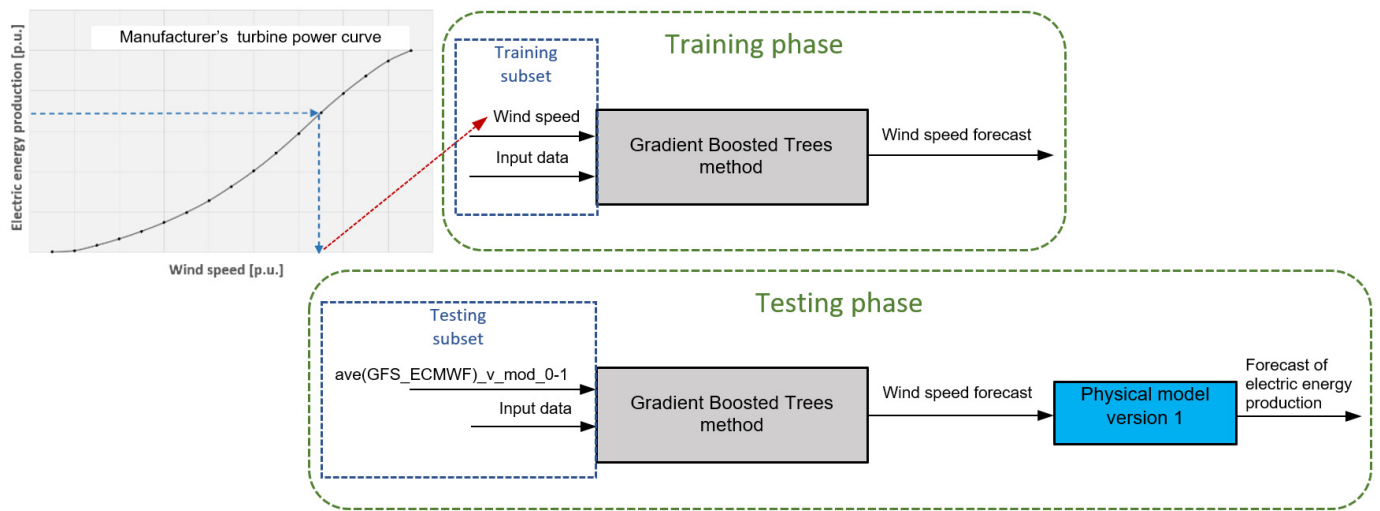 Manufacturer's turbine power curve
Electric energy production [p.u.]
Wind speed [p.u.]
Training phase
Training
subset
Wind speed
Input data
Gradient Boosted Trees
method
Wind speed forecast
Testing phase
Testing
subset
ave(GFS_ECMWF)_v_mod_0-1
Input data
Gradient Boosted Trees
method
Wind speed forecast
Physical model
version 1
Forecast of
electric energy
production